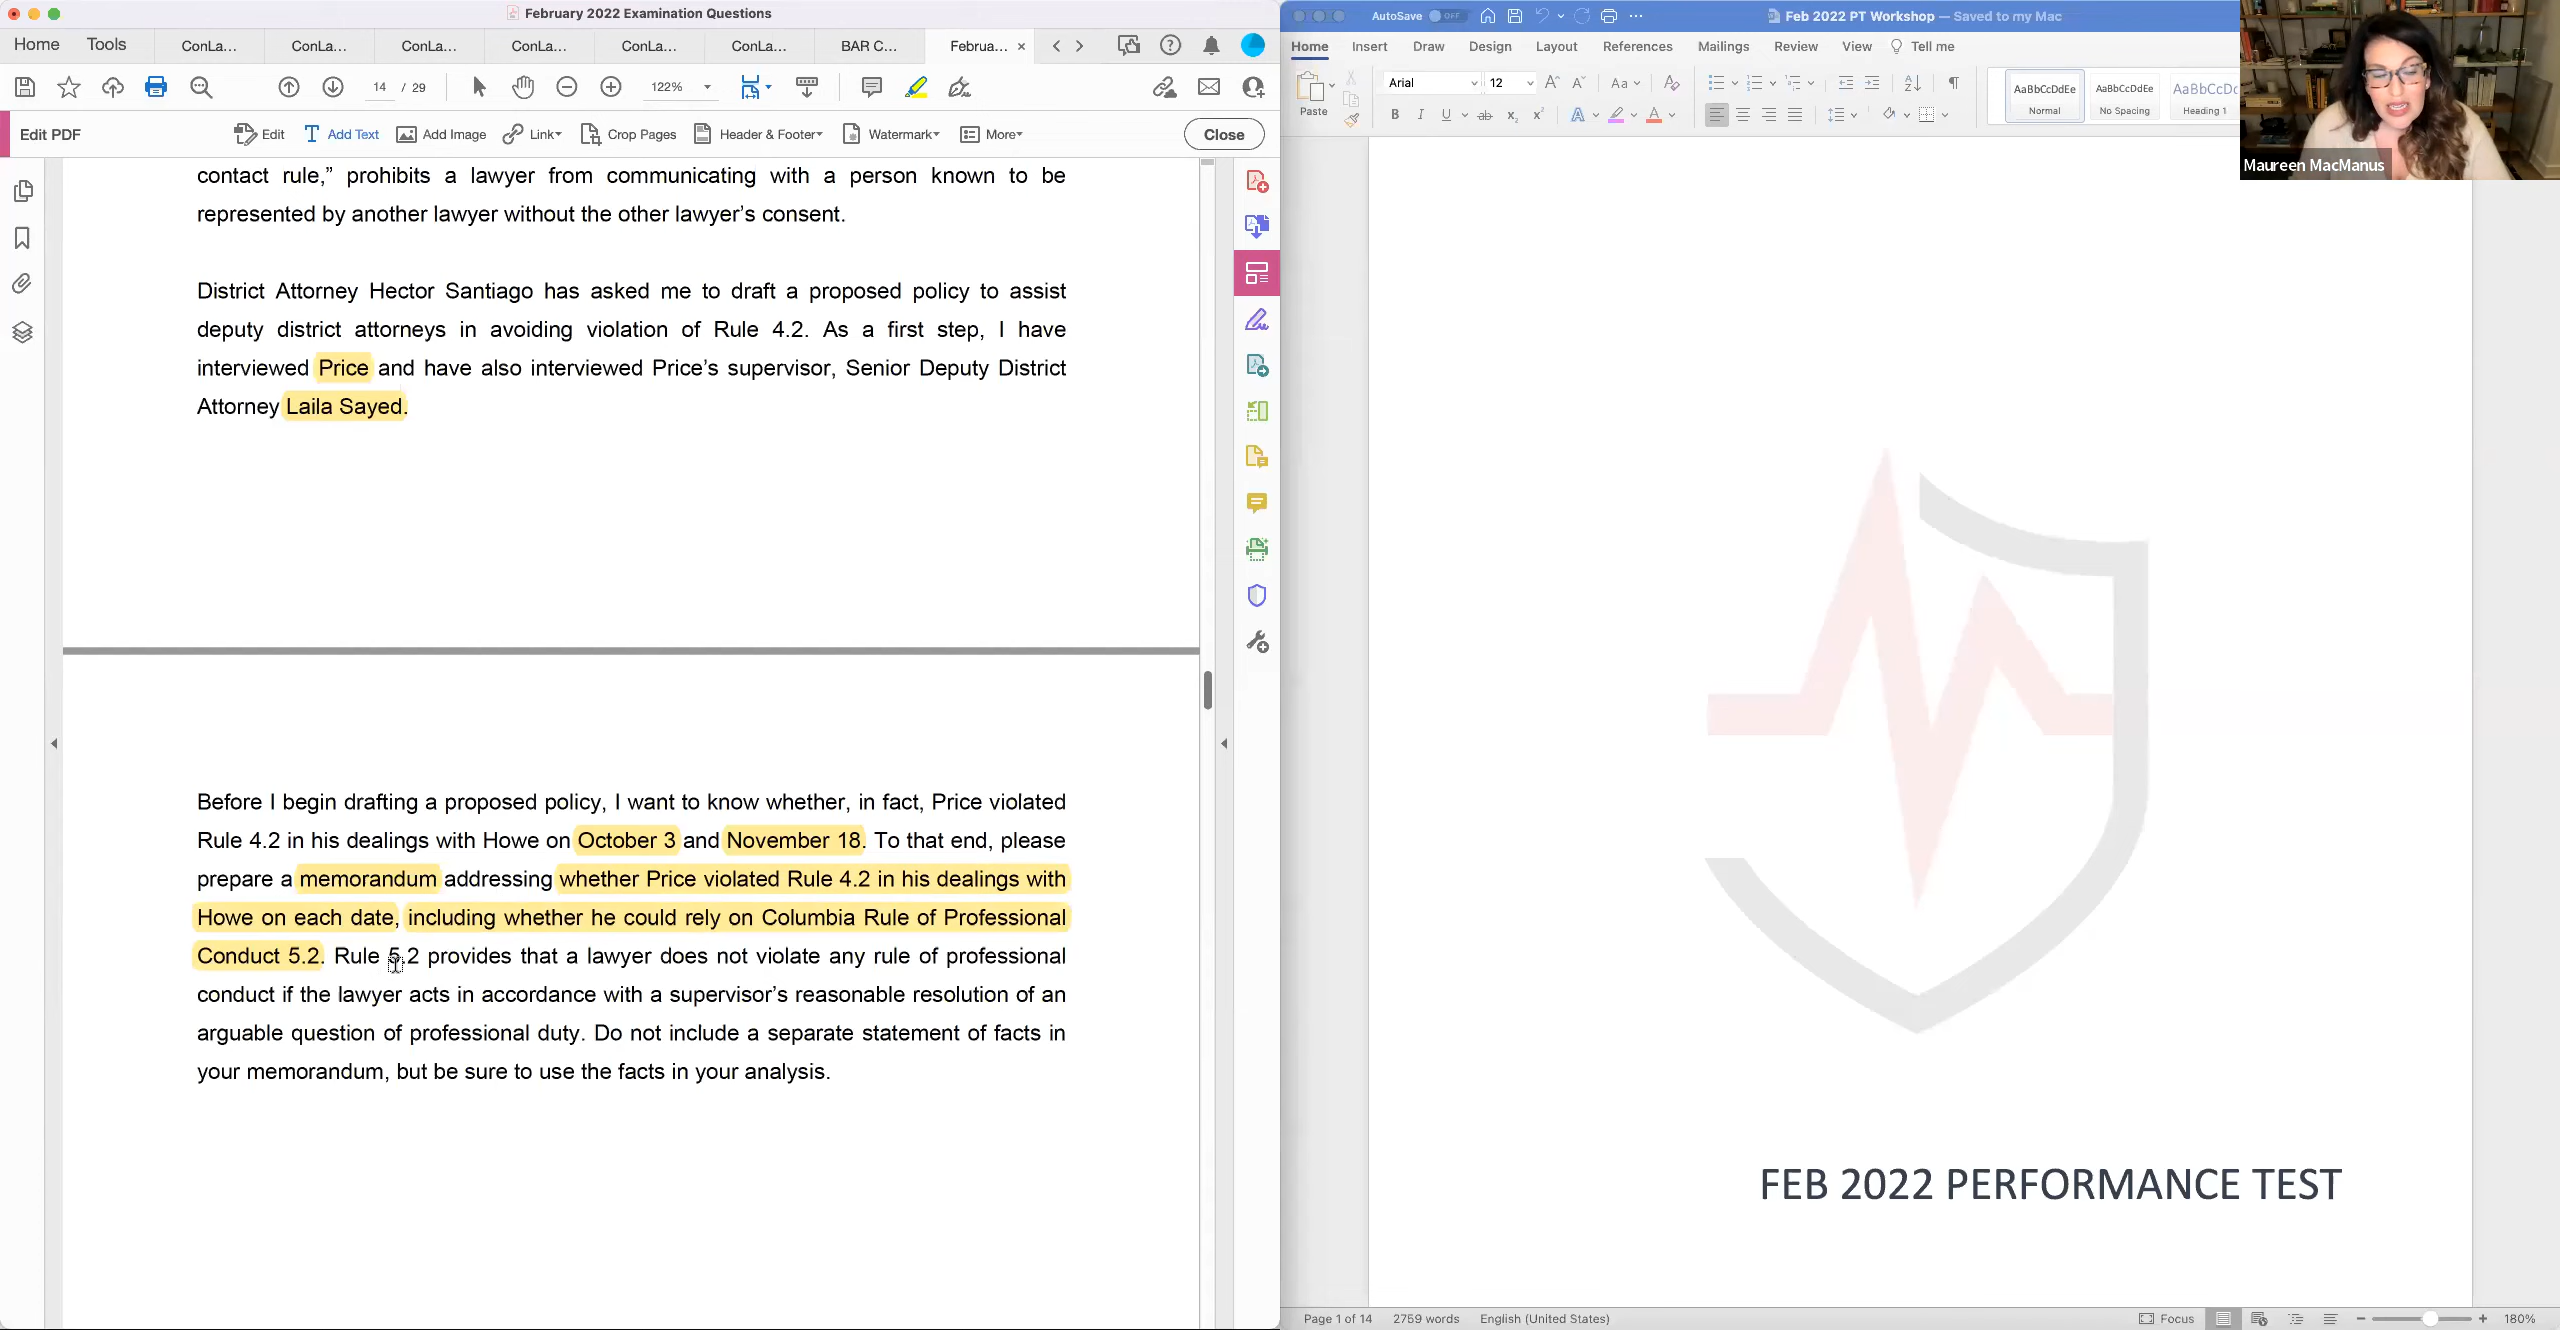 February 2022 Examination Questions
Home Tools ConLa... ConLa... ConLa... ConLa... ConLa... ConLa... BAR C... Februa... ×
14 / 29 122%
Edit PDF Edit Add Text Add Image Link Crop Pages Header & Footer Watermark More Close
contact rule,” prohibits a lawyer from communicating with a person known to be
represented by another lawyer without the other lawyer’s consent.
District Attorney Hector Santiago has asked me to draft a proposed policy to assist
deputy district attorneys in avoiding violation of Rule 4.2. As a first step, I have
interviewed Price and have also interviewed Price’s supervisor, Senior Deputy District
Attorney Laila Sayed.
Before I begin drafting a proposed policy, I want to know whether, in fact, Price violated
Rule 4.2 in his dealings with Howe on October 3 and November 18. To that end, please
prepare a memorandum addressing whether Price violated Rule 4.2 in his dealings with
Howe on each date, including whether he could rely on Columbia Rule of Professional
Conduct 5.2. Rule 5.2 provides that a lawyer does not violate any rule of professional
conduct if the lawyer acts in accordance with a supervisor’s reasonable resolution of an
arguable question of professional duty. Do not include a separate statement of facts in
your memorandum, but be sure to use the facts in your analysis.
AutoSave OFF Feb 2022 PT Workshop — Saved to my Mac
Home Insert Draw Design Layout References Mailings Review View Tell me
Paste Arial 12 Aa AaBbCcDdEe AaBbCcDdEe AaBbCcDc
B I U ab Normal No Spacing Heading 1
Maureen MacManus
FEB 2022 PERFORMANCE TEST
Page 1 of 14 2759 words English (United States) Focus 180%